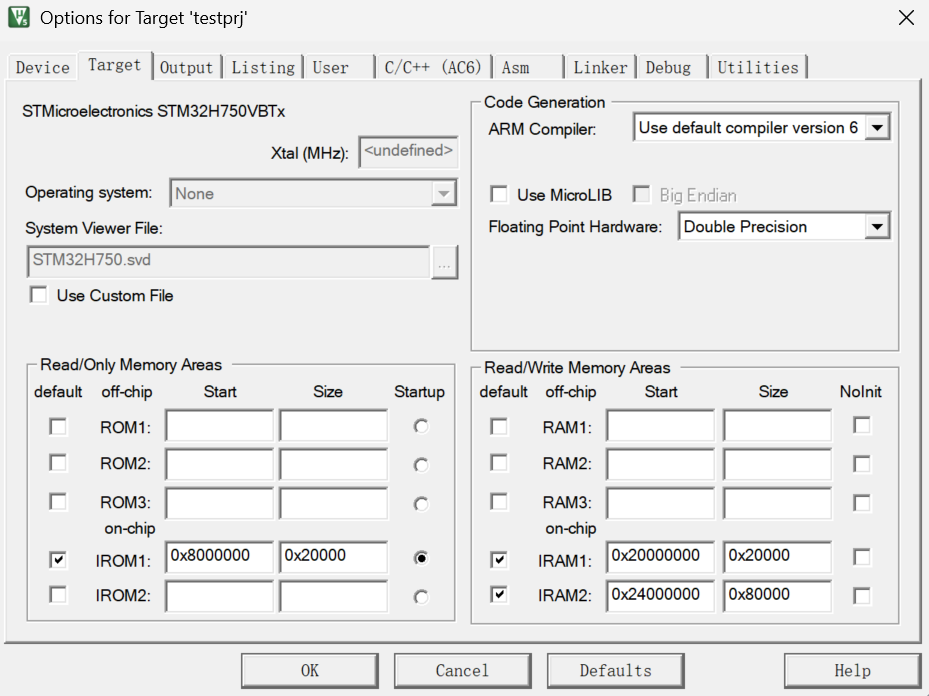 Options for Target 'testprj'
Device Target Output Listing User C/C++ (AC6) Asm Linker Debug Utilities
STMicroelectronics STM32H750VBTx
Xtal (MHz): <undefined>
Operating system: None
System Viewer File:
STM32H750.svd ...
Use Custom File
Code Generation
ARM Compiler: Use default compiler version 6
Use MicroLIB Big Endian
Floating Point Hardware: Double Precision
Read/Only Memory Areas
default off-chip Start Size Startup
ROM1:
ROM2:
ROM3:
on-chip
IROM1: 0x8000000 0x20000
IROM2:
Read/Write Memory Areas
default off-chip Start Size NoInit
RAM1:
RAM2:
RAM3:
on-chip
IRAM1: 0x20000000 0x20000
IRAM2: 0x24000000 0x80000
OK Cancel Defaults Help